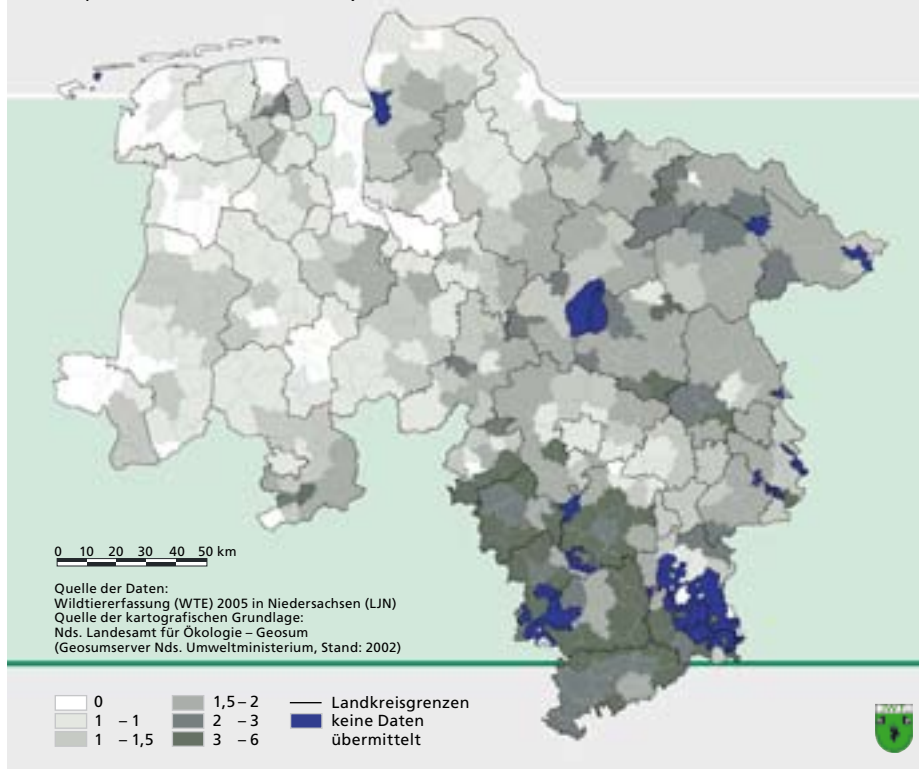 0 10 20 30 40 50 km
Quelle der Daten:
Wildtiererfassung (WTE) 2005 in Niedersachsen (LJN)
Quelle der kartografischen Grundlage:
Nds. Landesamt für Ökologie – Geosum
(Geosumserver Nds. Umweltministerium, Stand: 2002)
0
1 – 1
1 – 1,5
1,5 – 2
2 – 3
3 – 6
Landkreisgrenzen
keine Daten
übermittelt